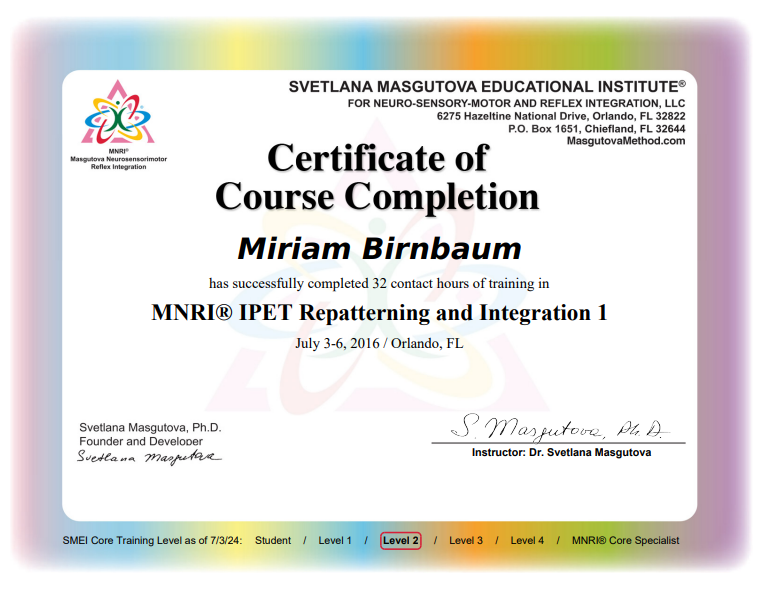 SVETLANA MASGUTOVA EDUCATIONAL INSTITUTE®
FOR NEURO-SENSORY-MOTOR AND REFLEX INTEGRATION, LLC
6275 Hazeltine National Drive, Orlando, FL 32822
P.O. Box 1651, Chiefland, FL 32644
MasgutovaMethod.com
MNRI®
Masgutova Neurosensorimotor
Reflex Integration
Certificate of
Course Completion
Miriam Birnbaum
has successfully completed 32 contact hours of training in
MNRI® IPET Repatterning and Integration 1
July 3-6, 2016 / Orlando, FL
Svetlana Masgutova, Ph.D.
Founder and Developer
Svetlana Masgutova
S. Masgutova, Ph.D.
Instructor: Dr. Svetlana Masgutova
SMEI Core Training Level as of 7/3/24: Student / Level 1 / Level 2 / Level 3 / Level 4 / MNRI® Core Specialist